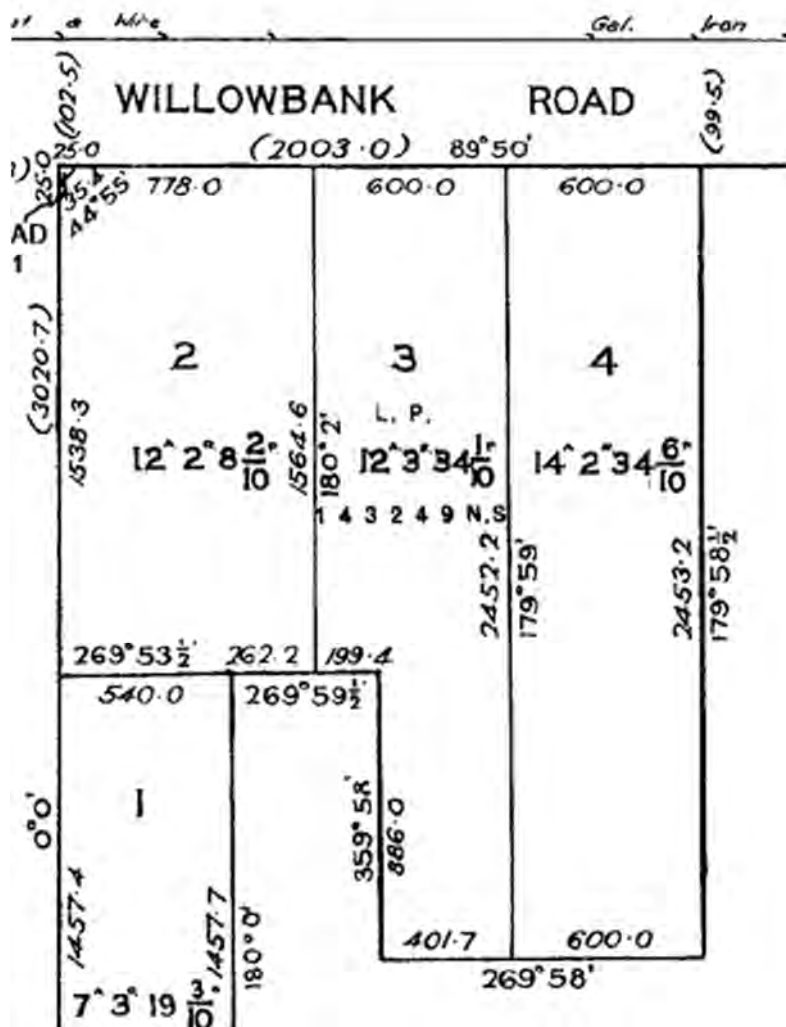 a Wire Gal. Iron
(102·5)
WILLOWBANK ROAD
(99·5)
25·0 (2003·0) 89°50'
25·0
35·4
44°55'
778·0 600·0 600·0
AD
1
(3020·7)
2 3 4
L. P.
12ᴬ 2ᴿ 8 2/10ᴾ
12ᴬ 3ᴿ 34 1/10ᴾ
14ᴬ 2ᴿ 34 6/10ᴾ
1 4 3 2 4 9 N.S
1538·3
1564·6
180°2'
2452·2
179°59'
2453·2
179°58½'
269°53½' 262·2 199·4
540·0 269°59½'
1
0°0'
359°58'
886·0
1457·4
1457·7
180°0'
401·7 600·0
269°58'
7ᴬ 3ᴿ 19 3/10ᴾ